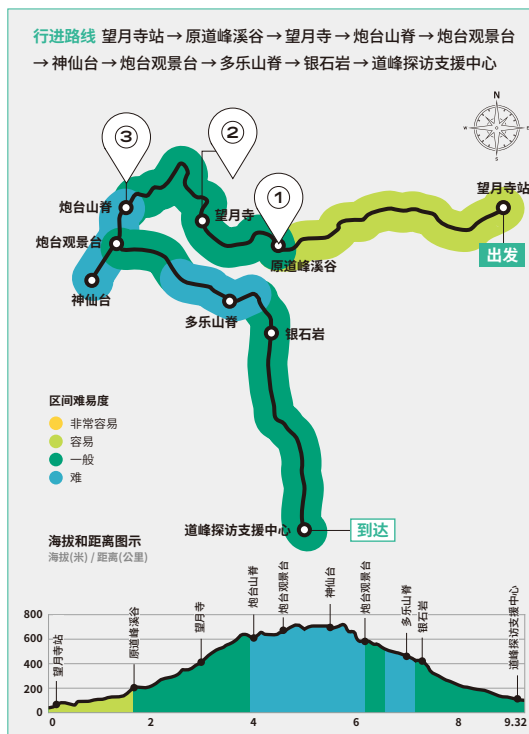 行进路线 望月寺站→原道峰溪谷→望月寺→炮台山脊→炮台观景台
→神仙台→炮台观景台→多乐山脊→银石岩→道峰探访支援中心
N
W
E
S
③
②
①
炮台山脊
望月寺
望月寺站
炮台观景台
原道峰溪谷
出发
神仙台
多乐山脊
银石岩
区间难易度
非常容易
容易
一般
难
道峰探访支援中心
到达
海拔和距离图示
海拔(米) / 距离(公里)
望月寺站
原道峰溪谷
望月寺
炮台山脊
炮台观景台
神仙台
炮台观景台
多乐山脊
银石岩
道峰探访支援中心
800
600
400
200
0
0 2 4 6 8 9.32